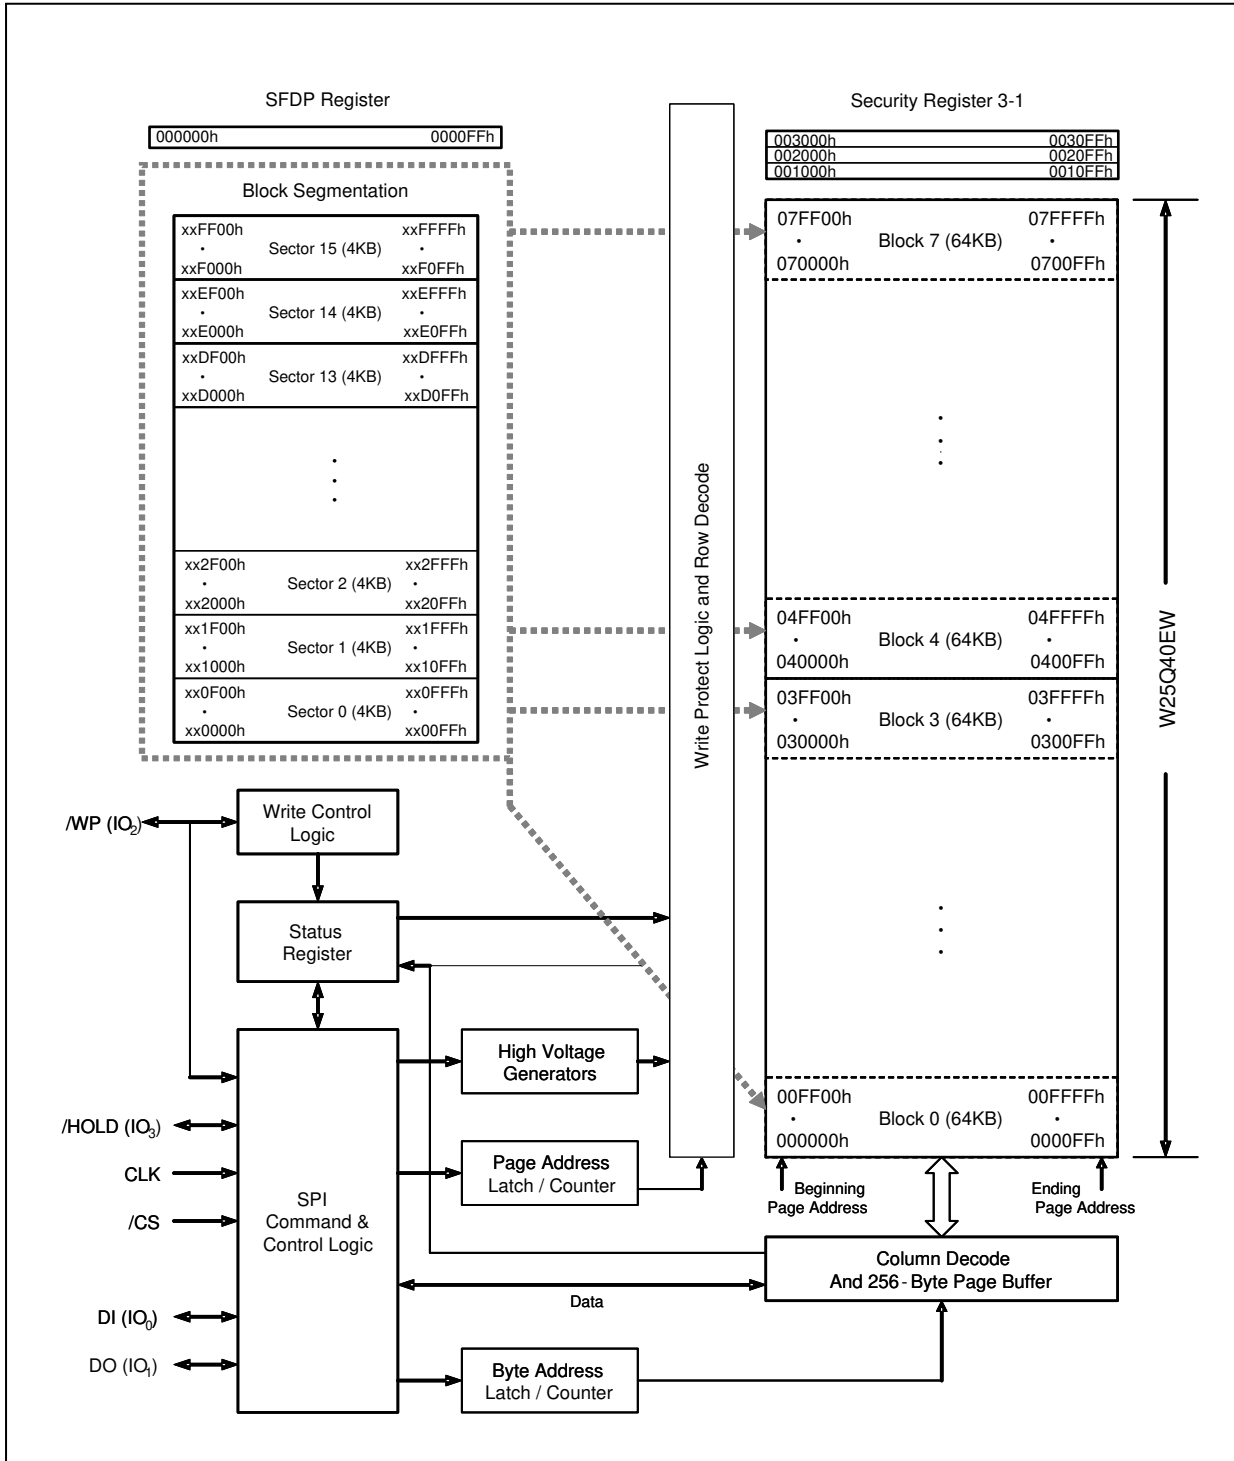 SFDP Register
000000h 0000FFh
Block Segmentation
xxFF00h xxFFFFh
• Sector 15 (4KB) •
xxF000h xxF0FFh
xxEF00h xxEFFFh
• Sector 14 (4KB) •
xxE000h xxE0FFh
xxDF00h xxDFFFh
• Sector 13 (4KB) •
xxD000h xxD0FFh
xx2F00h xx2FFFh
• Sector 2 (4KB) •
xx2000h xx20FFh
xx1F00h xx1FFFh
• Sector 1 (4KB) •
xx1000h xx10FFh
xx0F00h xx0FFFh
• Sector 0 (4KB) •
xx0000h xx00FFh
Write Protect Logic and Row Decode
Security Register 3-1
003000h 0030FFh
002000h 0020FFh
001000h 0010FFh
07FF00h 07FFFFh
• Block 7 (64KB) •
070000h 0700FFh
04FF00h 04FFFFh
• Block 4 (64KB) •
040000h 0400FFh
03FF00h 03FFFFh
• Block 3 (64KB) •
030000h 0300FFh
00FF00h 00FFFFh
• Block 0 (64KB) •
000000h 0000FFh
W25Q40EW
Beginning
Page Address
Ending
Page Address
/WP (IO2)
Write Control
Logic
Status
Register
High Voltage
Generators
/HOLD (IO3)
CLK
/CS
SPI
Command &
Control Logic
Page Address
Latch / Counter
Column Decode
And 256-Byte Page Buffer
Data
DI (IO0)
DO (IO1)
Byte Address
Latch / Counter